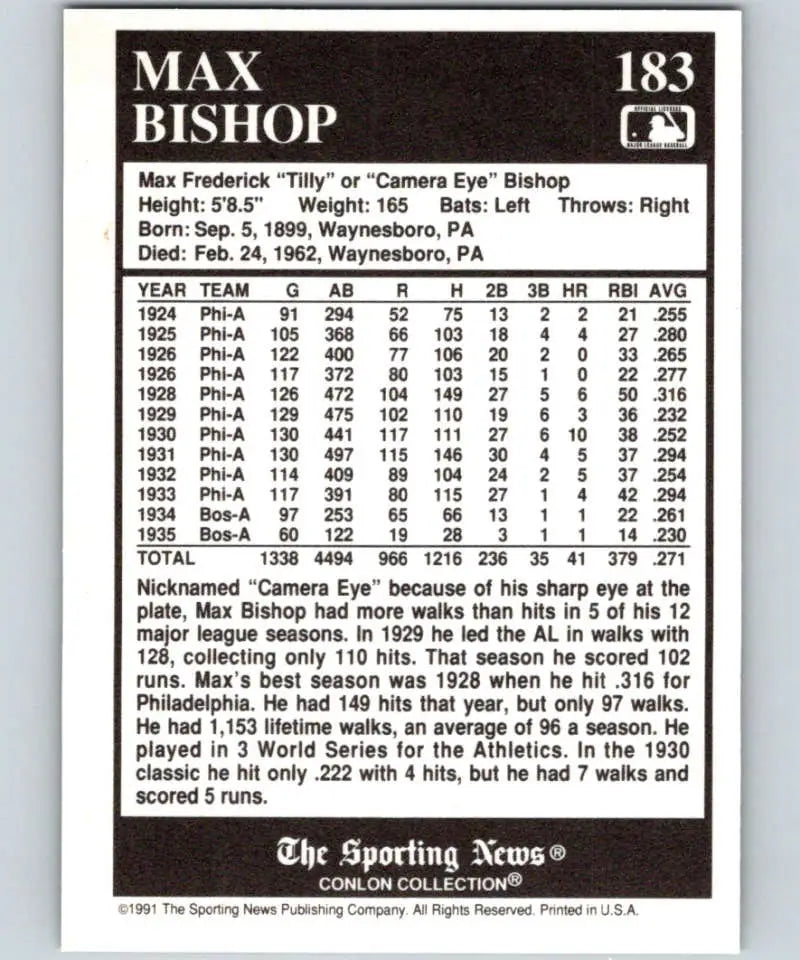 MAX
BISHOP
183
OFFICIAL LICENSEE
MAJOR LEAGUE BASEBALL
Max Frederick "Tilly" or "Camera Eye" Bishop
Height: 5'8.5" Weight: 165 Bats: Left Throws: Right
Born: Sep. 5, 1899, Waynesboro, PA
Died: Feb. 24, 1962, Waynesboro, PA
YEAR TEAM G AB R H 2B 3B HR RBI AVG
1924 Phi-A 91 294 52 75 13 2 2 21 .255
1925 Phi-A 105 368 66 103 18 4 4 27 .280
1926 Phi-A 122 400 77 106 20 2 0 33 .265
1926 Phi-A 117 372 80 103 15 1 0 22 .277
1928 Phi-A 126 472 104 149 27 5 6 50 .316
1929 Phi-A 129 475 102 110 19 6 3 36 .232
1930 Phi-A 130 441 117 111 27 6 10 38 .252
1931 Phi-A 130 497 115 146 30 4 5 37 .294
1932 Phi-A 114 409 89 104 24 2 5 37 .254
1933 Phi-A 117 391 80 115 27 1 4 42 .294
1934 Bos-A 97 253 65 66 13 1 1 22 .261
1935 Bos-A 60 122 19 28 3 1 1 14 .230
TOTAL 1338 4494 966 1216 236 35 41 379 .271
Nicknamed "Camera Eye" because of his sharp eye at the
plate, Max Bishop had more walks than hits in 5 of his 12
major league seasons. In 1929 he led the AL in walks with
128, collecting only 110 hits. That season he scored 102
runs. Max's best season was 1928 when he hit .316 for
Philadelphia. He had 149 hits that year, but only 97 walks.
He had 1,153 lifetime walks, an average of 96 a season. He
played in 3 World Series for the Athletics. In the 1930
classic he hit only .222 with 4 hits, but he had 7 walks and
scored 5 runs.
The Sporting News®
CONLON COLLECTION®
©1991 The Sporting News Publishing Company. All Rights Reserved. Printed in U.S.A.